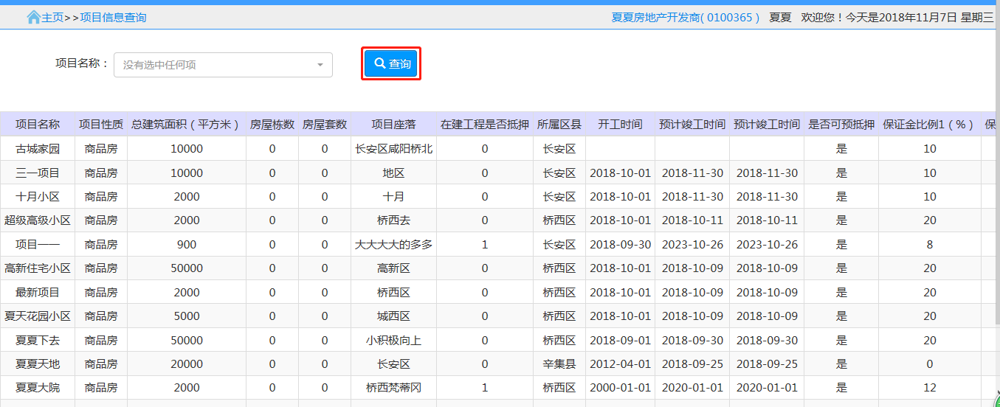 主页>>项目信息查询 夏夏房地产开发商( 0100365 ) 夏夏 欢迎您！今天是2018年11月7日 星期三
项目名称： 没有选中任何项 查询
项目名称 项目性质 总建筑面积（平方米） 房屋栋数 房屋套数 项目座落 在建工程是否抵押 所属区县 开工时间 预计竣工时间 预计竣工时间 是否可预抵押 保证金比例1（%） 保
古城家园 商品房 10000 0 0 长安区咸阳桥北 0 长安区 是 10
三一项目 商品房 10000 0 0 地区 0 长安区 2018-10-01 2018-11-30 2018-11-30 是 10
十月小区 商品房 2000 0 0 十月 0 长安区 2018-10-01 2018-11-30 2018-11-30 是 10
超级高级小区 商品房 2000 0 0 桥西去 0 桥西区 2018-10-01 2018-10-11 2018-10-11 是 20
项目一一 商品房 900 0 0 大大大大的多多 1 长安区 2018-09-30 2023-10-26 2023-10-26 是 8
高新住宅小区 商品房 50000 0 0 高新区 0 桥西区 2018-10-01 2018-10-09 2018-10-09 是 20
最新项目 商品房 2000 0 0 桥西区 0 桥西区 2018-10-01 2018-10-09 2018-10-09 是 20
夏天花园小区 商品房 5000 0 0 城西区 0 桥西区 2018-10-01 2018-10-09 2018-10-09 是 20
夏夏下去 商品房 50000 0 0 小积极向上 0 桥西区 2018-09-01 2018-09-30 2018-09-30 是 20
夏夏天地 商品房 20000 0 0 长安区 0 辛集县 2012-04-01 2018-09-25 2018-09-25 是 0
夏夏大院 商品房 2000 0 0 桥西梵蒂冈 1 桥西区 2000-01-01 2020-01-01 2020-01-01 是 12